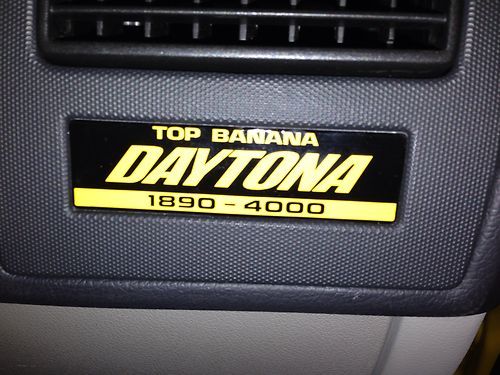 TOP BANANA
DAYTONA
1890 - 4000